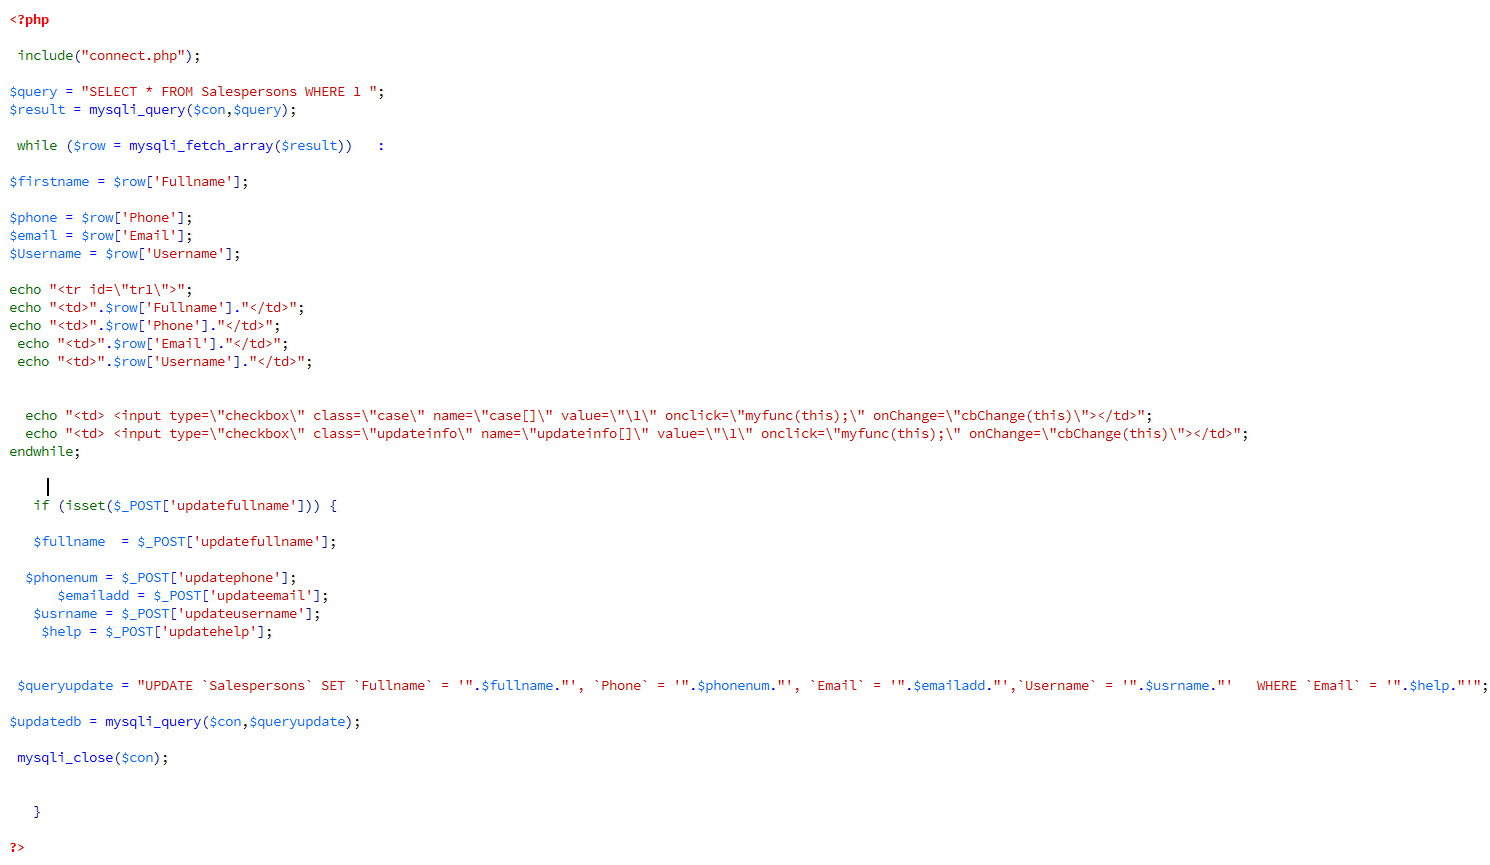 <?php
include("connect.php");
$query = "SELECT * FROM Salespersons WHERE 1 ";
$result = mysqli_query($con,$query);
while ($row = mysqli_fetch_array($result))   :
$firstname = $row['Fullname'];
$phone = $row['Phone'];
$email = $row['Email'];
$Username = $row['Username'];
echo "<tr id=\"tr1\">";
echo "<td>".$row['Fullname']."</td>";
echo "<td>".$row['Phone']."</td>";
echo "<td>".$row['Email']."</td>";
echo "<td>".$row['Username']."</td>";
echo "<td> <input type=\"checkbox\" class=\"case\" name=\"case[]\" value=\"\1\" onclick=\"myfunc(this);\" onChange=\"cbChange(this)\"></td>";
echo "<td> <input type=\"checkbox\" class=\"updateinfo\" name=\"updateinfo[]\" value=\"\1\" onclick=\"myfunc(this);\" onChange=\"cbChange(this)\"></td>";
endwhile;
if (isset($_POST['updatefullname'])) {
$fullname  = $_POST['updatefullname'];
$phonenum = $_POST['updatephone'];
$emailadd = $_POST['updateemail'];
$usrname = $_POST['updateusername'];
$help = $_POST['updatehelp'];
$queryupdate = "UPDATE `Salespersons` SET `Fullname` = '".$fullname."', `Phone` = '".$phonenum."', `Email` = '".$emailadd."',`Username` = '".$usrname."'   WHERE `Email` = '".$help."'";
$updatedb = mysqli_query($con,$queryupdate);
mysqli_close($con);
}
?>